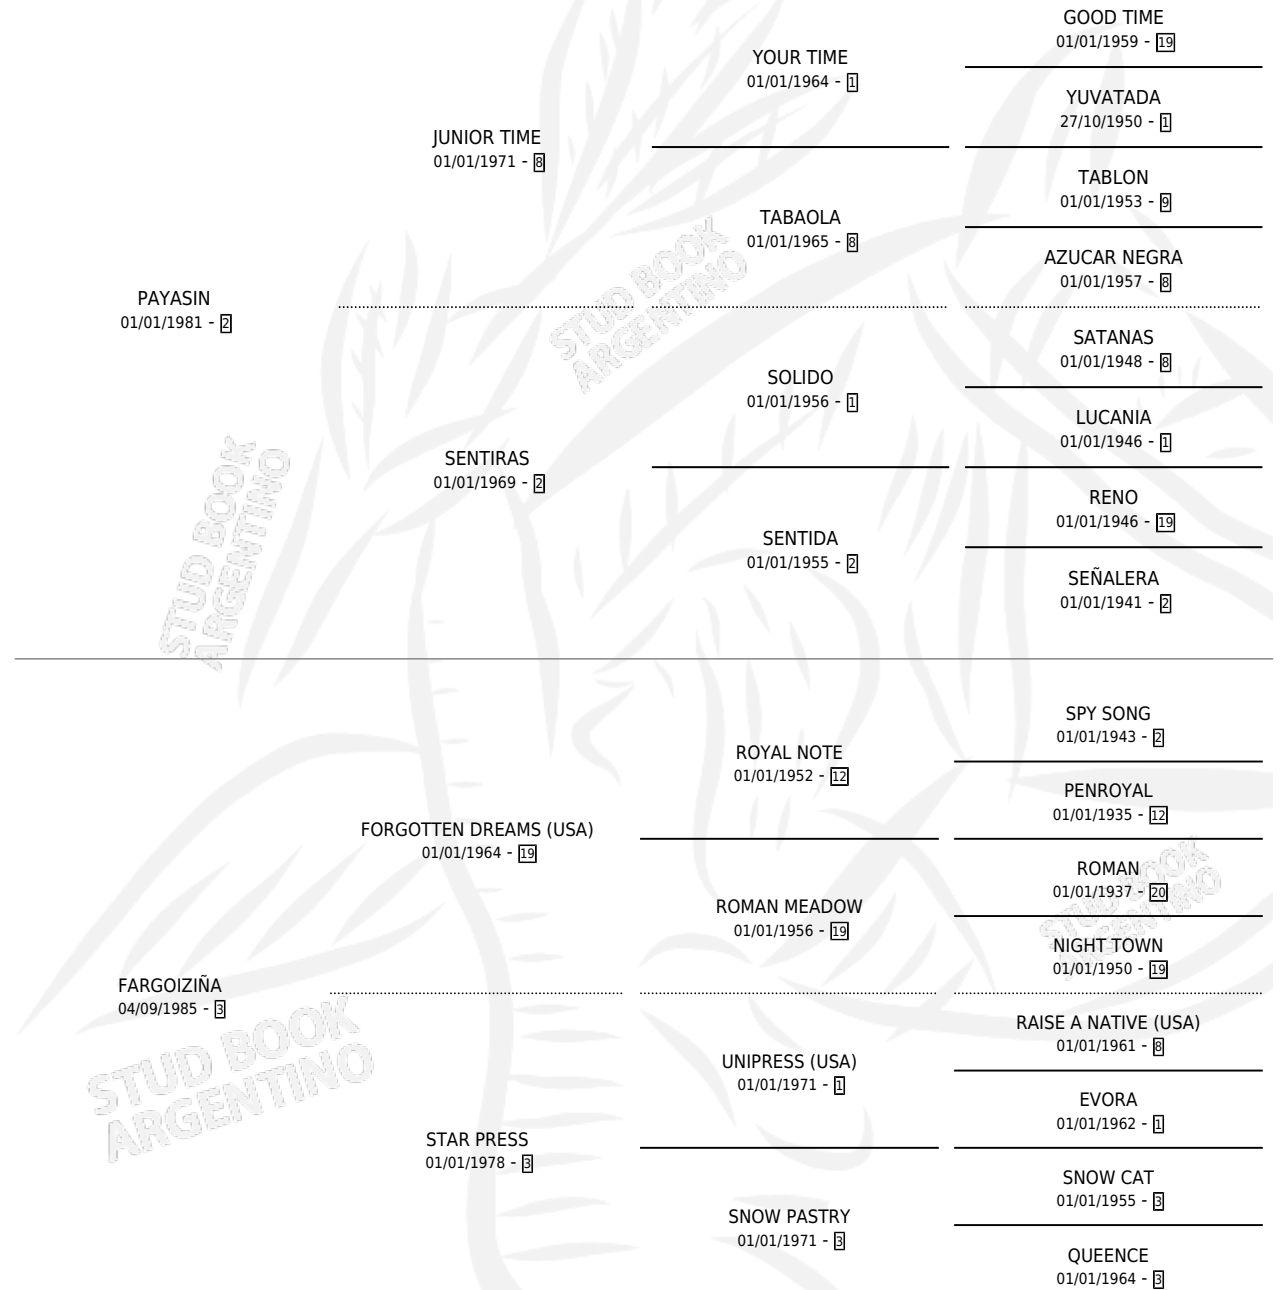 GOOD TIME
01/01/1959 - 19
YOUR TIME
01/01/1964 - 1
YUVATADA
27/10/1950 - 1
JUNIOR TIME
01/01/1971 - 8
TABLON
01/01/1953 - 9
TABAOLA
01/01/1965 - 8
AZUCAR NEGRA
01/01/1957 - 8
PAYASIN
01/01/1981 - 2
SATANAS
01/01/1948 - 8
SOLIDO
01/01/1956 - 1
LUCANIA
01/01/1946 - 1
SENTIRAS
01/01/1969 - 2
RENO
01/01/1946 - 19
SENTIDA
01/01/1955 - 2
SEÑALERA
01/01/1941 - 2
STUD BOOK
ARGENTINO
STUD BOOK
ARGENTINO
SPY SONG
01/01/1943 - 2
ROYAL NOTE
01/01/1952 - 12
PENROYAL
01/01/1935 - 12
FORGOTTEN DREAMS (USA)
01/01/1964 - 19
ROMAN
01/01/1937 - 20
ROMAN MEADOW
01/01/1956 - 19
NIGHT TOWN
01/01/1950 - 19
FARGOIZIÑA
04/09/1985 - 3
RAISE A NATIVE (USA)
01/01/1961 - 8
UNIPRESS (USA)
01/01/1971 - 1
EVORA
01/01/1962 - 1
STAR PRESS
01/01/1978 - 3
SNOW CAT
01/01/1955 - 3
SNOW PASTRY
01/01/1971 - 3
QUEENCE
01/01/1964 - 3
STUD BOOK
ARGENTINO
STUD BOOK
ARGENTINO